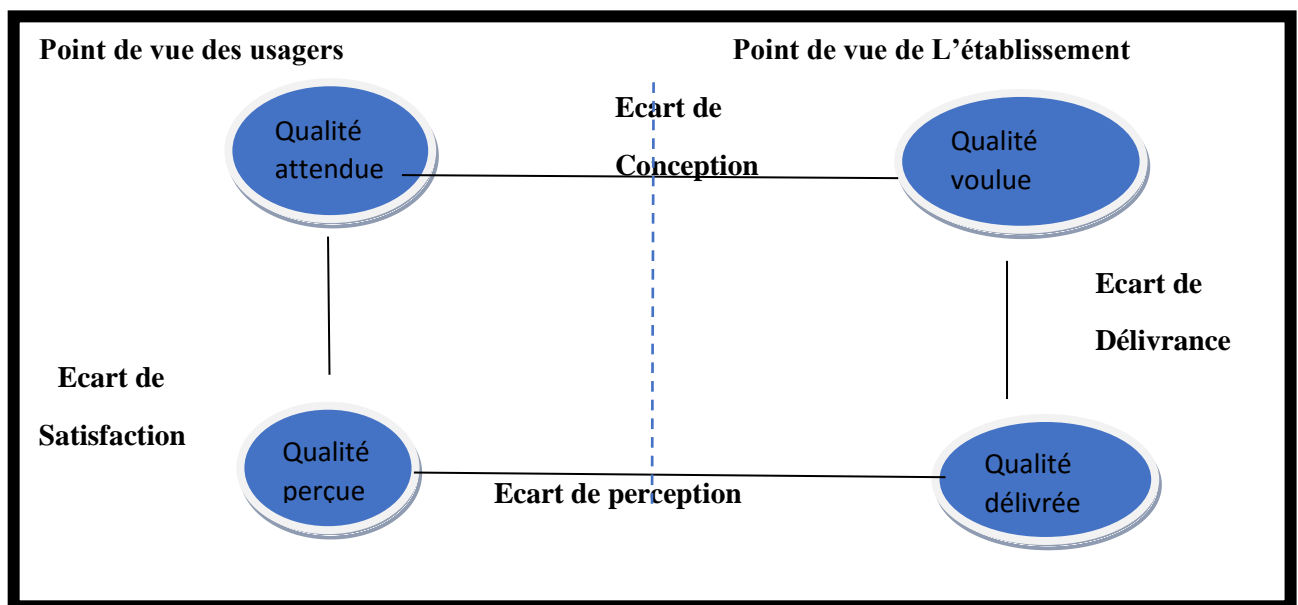 Point de vue des usagers
Point de vue de L’établissement
Ecart de
Conception
Qualité
attendue
Qualité
voulue
Ecart de
Délivrance
Ecart de
Satisfaction
Qualité
perçue
Ecart de perception
Qualité
délivrée